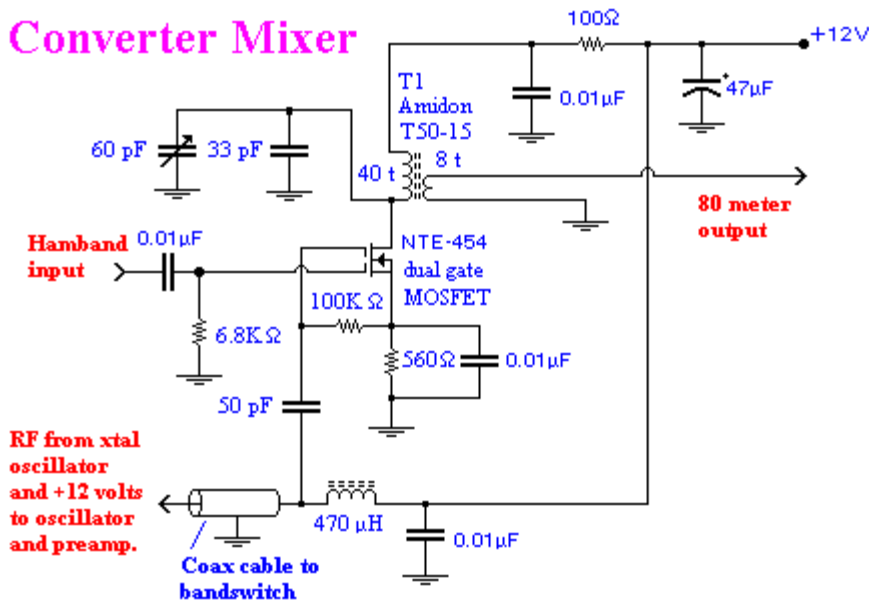 Converter Mixer
100Ω
+12V
T1
Amidon
T50-15
0.01µF
+
47µF
60 pF
33 pF
40 t
8 t
80 meter
output
Hamband
input
0.01µF
NTE-454
dual gate
MOSFET
100K Ω
6.8K Ω
560Ω
0.01µF
50 pF
RF from xtal
oscillator
and +12 volts
to oscillator
and preamp.
470 µH
0.01µF
Coax cable to
bandswitch